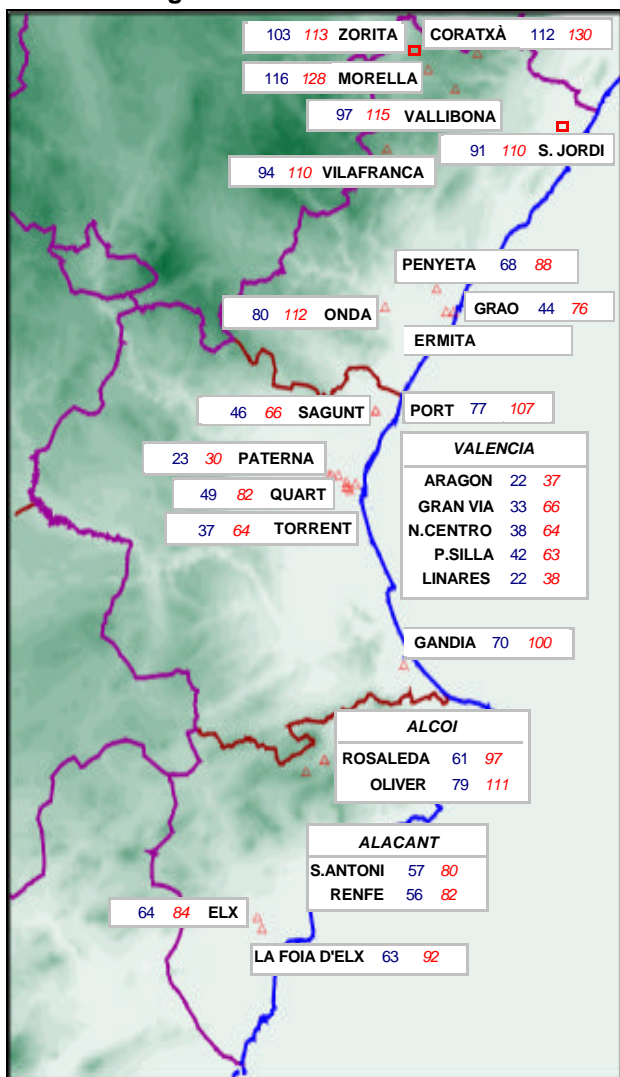 103 113 ZORITA
CORATXÀ 112 130
116 128 MORELLA
97 115 VALLIBONA
91 110 S. JORDI
94 110 VILAFRANCA
PENYETA 68 88
80 112 ONDA
GRAO 44 76
ERMITA
46 66 SAGUNT
PORT 77 107
23 30 PATERNA
49 82 QUART
37 64 TORRENT
VALENCIA
ARAGON 22 37
GRAN VIA 33 66
N.CENTRO 38 64
P.SILLA 42 63
LINARES 22 38
GANDIA 70 100
ALCOI
ROSALEDA 61 97
OLIVER 79 111
ALACANT
S.ANTONI 57 80
RENFE 56 82
64 84 ELX
LA FOIA D'ELX 63 92